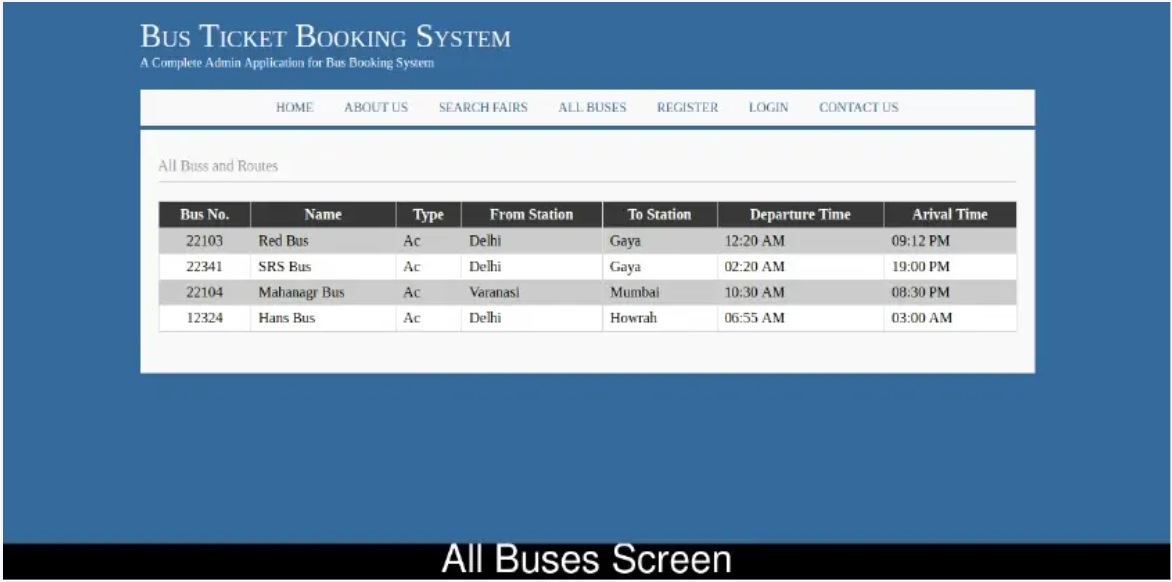 BUS TICKET BOOKING SYSTEM
A Complete Admin Application for Bus Booking System
HOME ABOUT US SEARCH FAIRS ALL BUSES REGISTER LOGIN CONTACT US
All Buss and Routes
Bus No. Name Type From Station To Station Departure Time Arival Time
22103 Red Bus Ac Delhi Gaya 12:20 AM 09:12 PM
22341 SRS Bus Ac Delhi Gaya 02:20 AM 19:00 PM
22104 Mahanagr Bus Ac Varanasi Mumbai 10:30 AM 08:30 PM
12324 Hans Bus Ac Delhi Howrah 06:55 AM 03:00 AM
All Buses Screen